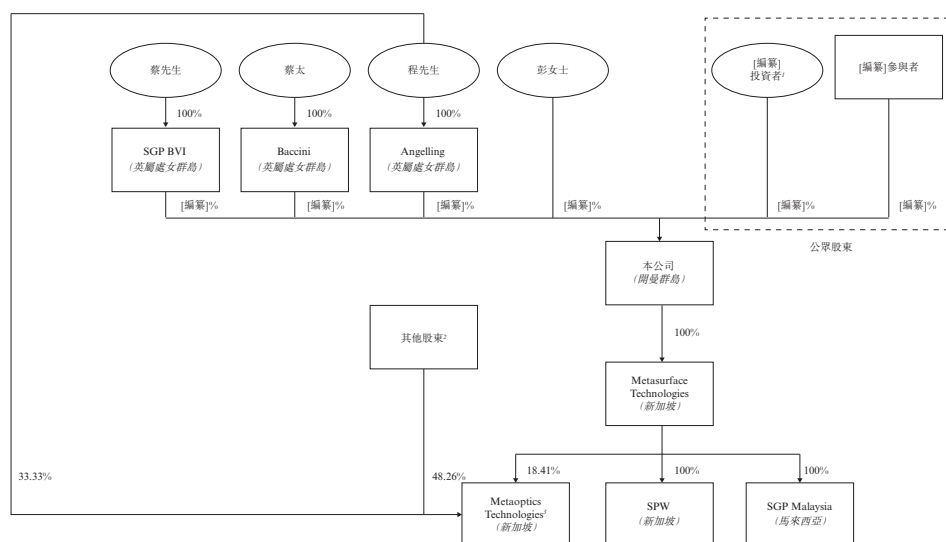 蔡先生
蔡太
程先生
彭女士
[編纂]
投資者¹
[編纂]參與者
100%
100%
100%
SGP BVI
(英屬處女群島)
Baccini
(英屬處女群島)
Angelling
(英屬處女群島)
[編纂]%
[編纂]%
[編纂]%
[編纂]%
[編纂]%
[編纂]%
公眾股東
本公司
(開曼群島)
其他股東²
100%
Metasurface
Technologies
(新加坡)
33.33%
48.26%
18.41%
100%
100%
Metaoptics
Technologies³
(新加坡)
SPW
(新加坡)
SGP Malaysia
(馬來西亞)